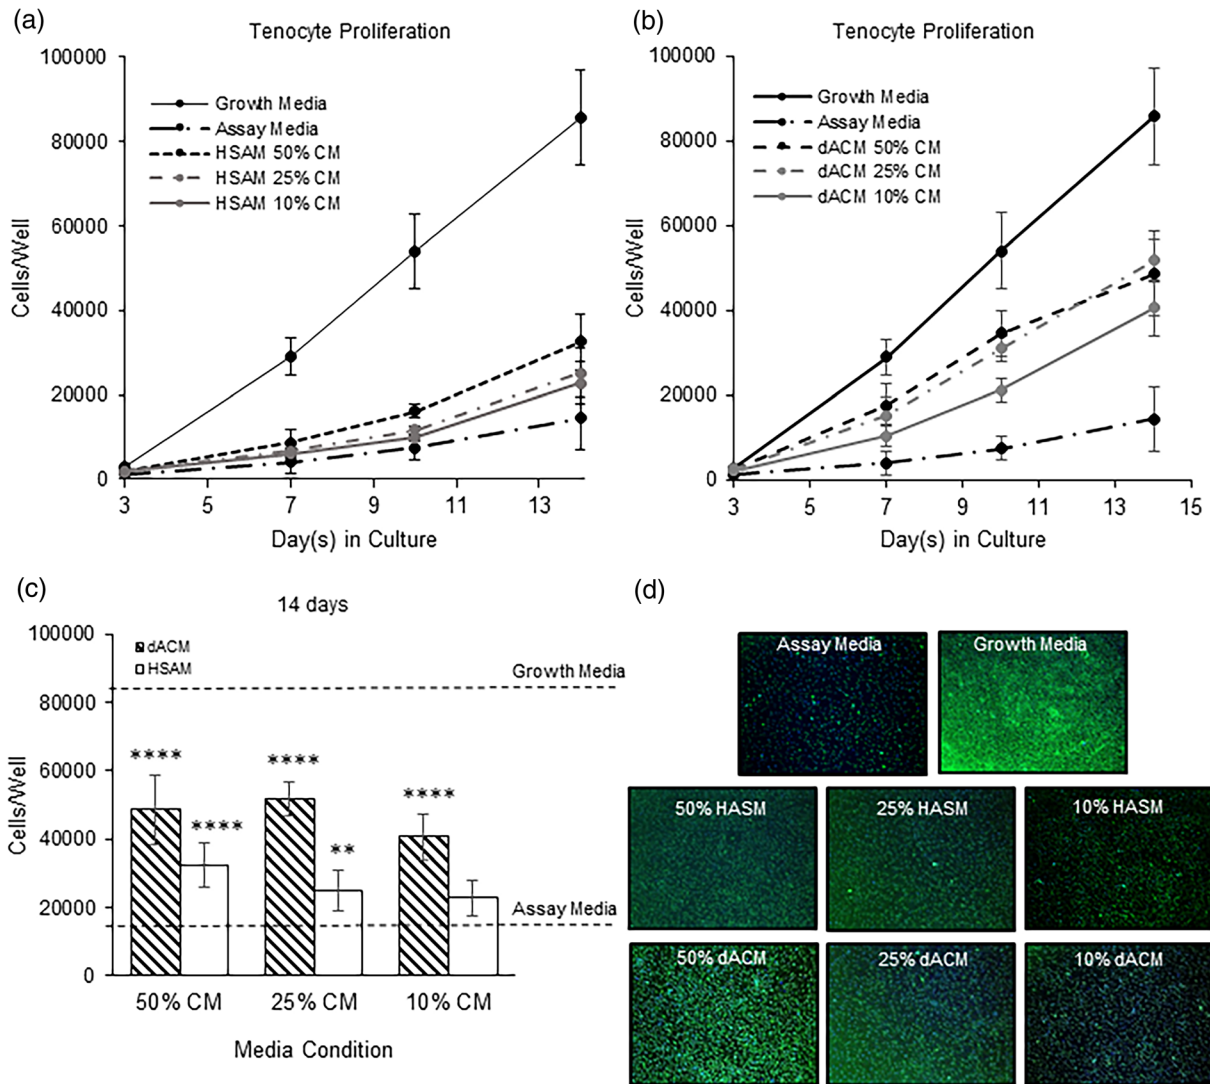 (a)
Tenocyte Proliferation
100000
80000
60000
40000
20000
0
Cells/Well
Growth Media
Assay Media
HSAM 50% CM
HSAM 25% CM
HSAM 10% CM
3 5 7 9 11 13
Day(s) in Culture
(b)
Tenocyte Proliferation
100000
80000
60000
40000
20000
0
Cells/Well
Growth Media
Assay Media
dACM 50% CM
dACM 25% CM
dACM 10% CM
3 5 7 9 11 13 15
Day(s) in Culture
(c)
14 days
100000
80000
60000
40000
20000
0
Cells/Well
dACM
HSAM
Growth Media
Assay Media
****
****
****
**
****
50% CM 25% CM 10% CM
Media Condition
(d)
Assay Media Growth Media
50% HASM 25% HASM 10% HASM
50% dACM 25% dACM 10% dACM